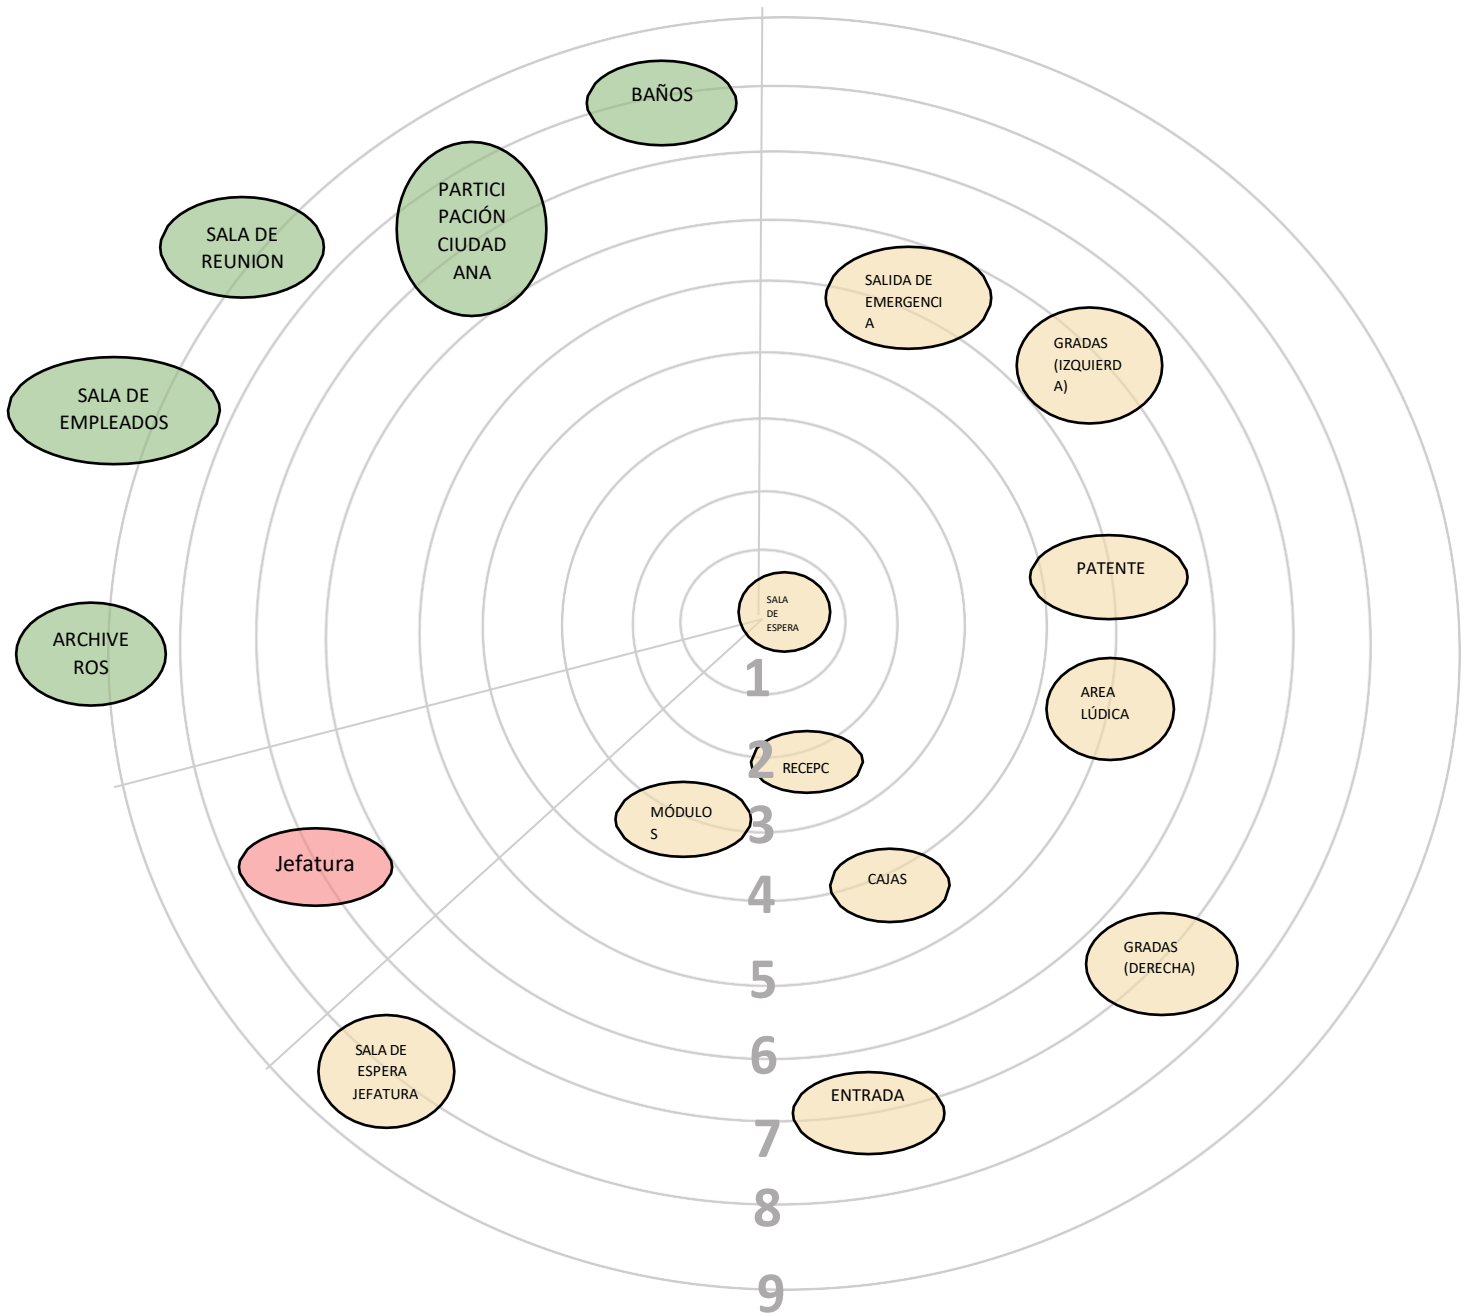 BAÑOS
PARTICI
PACIÓN
CIUDAD
ANA
SALA DE
REUNION
SALIDA DE
EMERGENCI
A
GRADAS
(IZQUIERD
A)
SALA DE
EMPLEADOS
PATENTE
SALA
DE
ESPERA
ARCHIVE
ROS
1
AREA
LÚDICA
2
RECEPC
MÓDULO
S
3
Jefatura
CAJAS
4
GRADAS
(DERECHA)
5
SALA DE
ESPERA
JEFATURA
6
ENTRADA
7
8
9